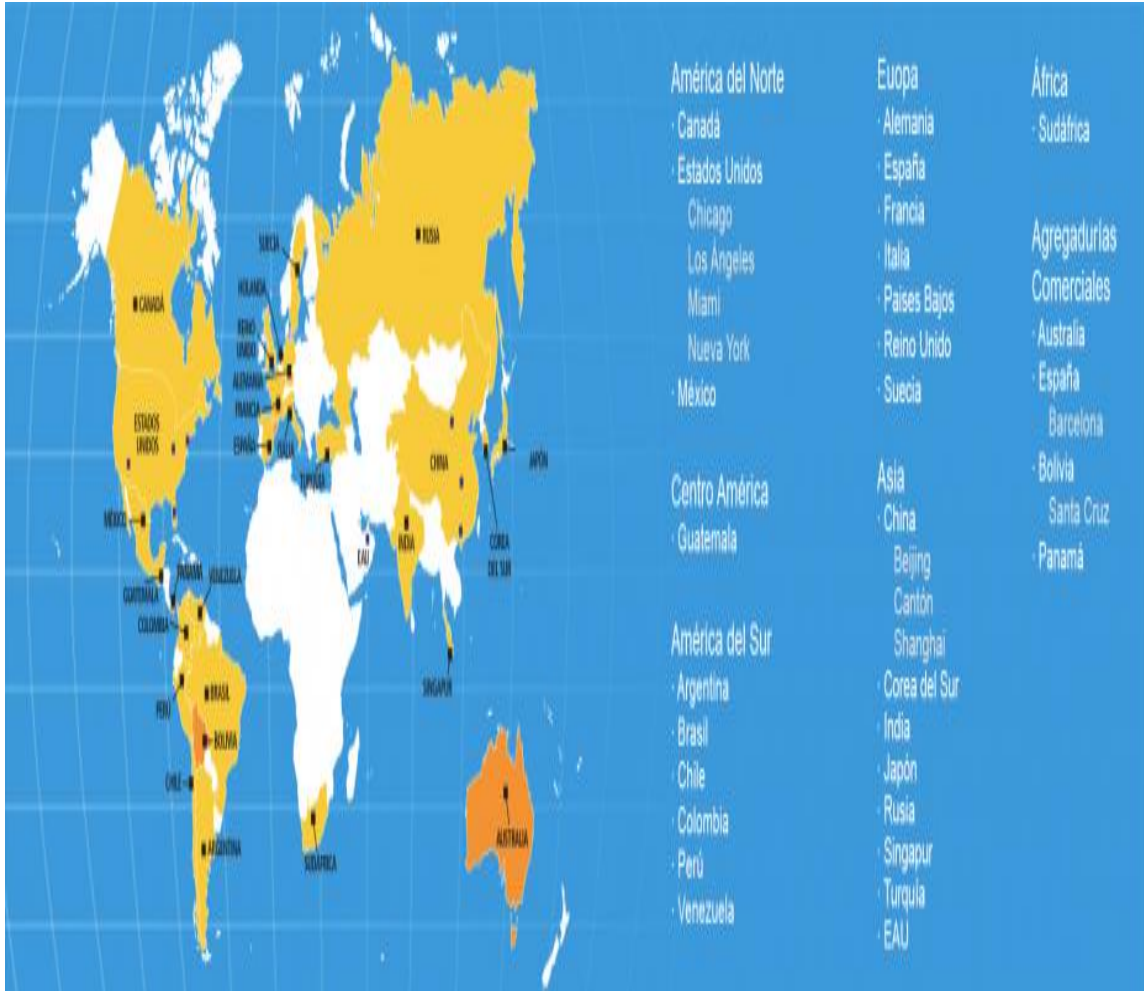 CANADÁ
ESTADOS
UNIDOS
MÉXICO
GUATEMALA
PANAMÁ
VENEZUELA
COLOMBIA
PERÚ
BRASIL
BOLIVIA
CHILE
ARGENTINA
SUECIA
HOLANDA
REINO
UNIDO
ALEMANIA
FRANCIA
ESPAÑA
ITALIA
TURQUÍA
RUSIA
CHINA
INDIA
EAU
JAPÓN
COREA
DEL SUR
SINGAPUR
SUDÁFRICA
AUSTRALIA
América del Norte
· Canadá
· Estados Unidos
Chicago
Los Ángeles
Miami
Nueva York
· México
Centro América
· Guatemala
América del Sur
· Argentina
· Brasil
· Chile
· Colombia
· Perú
· Venezuela
Euopa
· Alemania
· España
· Francia
· Italia
· Países Bajos
· Reino Unido
· Suecia
Asía
· China
Beijing
Cantón
Shanghai
· Corea del Sur
· India
· Japón
· Rusia
· Singapur
· Turquía
· EAU
África
· Sudáfrica
Agregadurías
Comerciales
· Australia
· España
Barcelona
· Bolivia
Santa Cruz
· Panamá